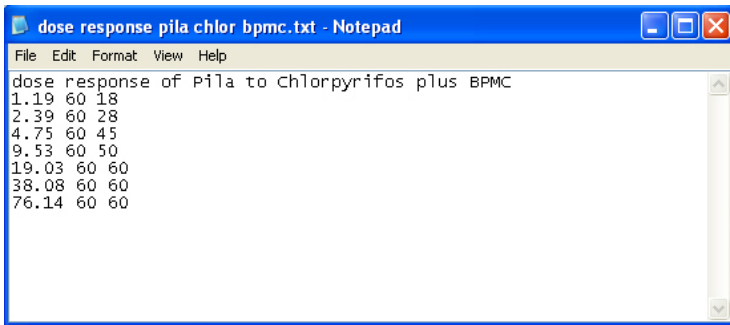 dose response pila chlor bpmc.txt - Notepad
File Edit Format View Help
dose response of Pila to Chlorpyrifos plus BPMC
1.19 60 18
2.39 60 28
4.75 60 45
9.53 60 50
19.03 60 60
38.08 60 60
76.14 60 60